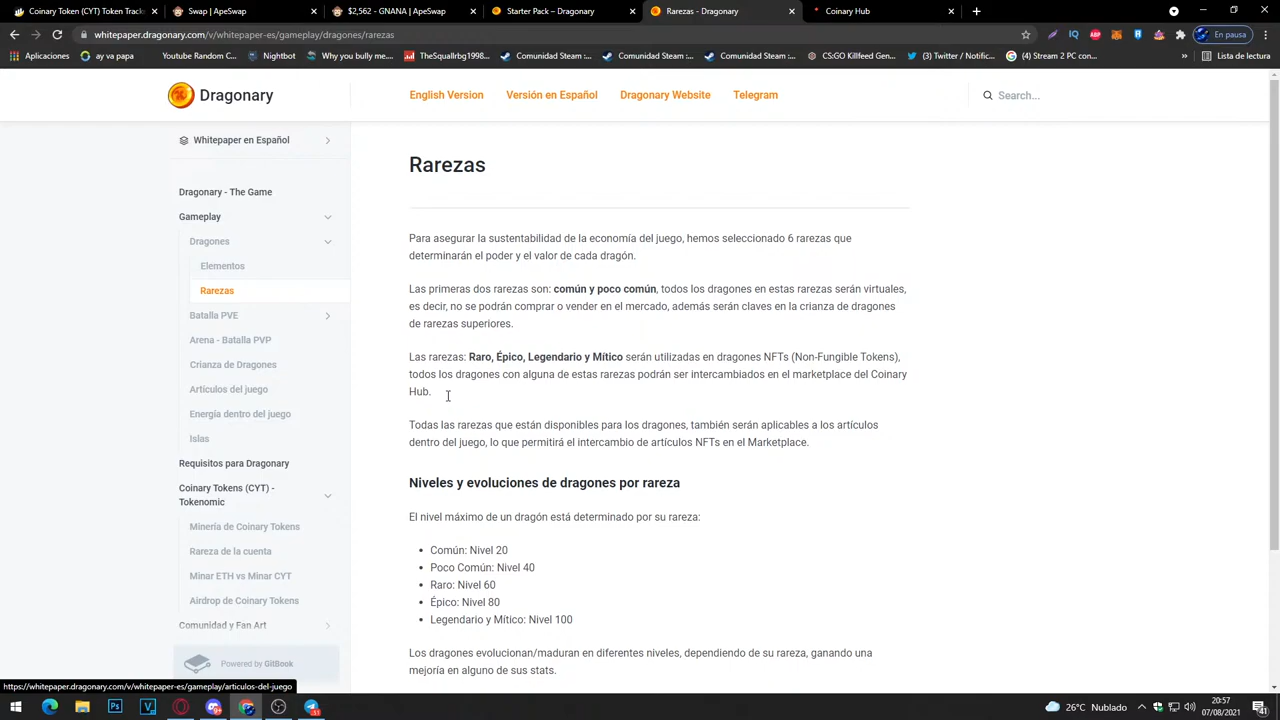 Coinary Token CYT Token Track
Swap | PancakeSwap
$2,562 - GNANA | PeachSwap
Starter Pack – Dragonary
Rarezas - Dragonary
Coinary Hub
whitepaper.dragonary.com/v/whitepaper-es/gameplay/dragones/rarezas
En pausa
Aplicaciones
ay va papa
Youtube Random C...
Why you bully me....
TheSquallrbg1998...
Comunidad Steam :...
Comunidad Steam :...
Comunidad Steam :...
CS:GO Killfeed Gen...
(3) Twitter / Notific...
(4) Stream 2 PC con...
»
Lista de lectura
Dragonary
English Version
Versión en Español
Dragonary Website
Telegram
Search...
Whitepaper en Español
Dragonary - The Game
Gameplay
Dragones
Elementos
Rarezas
Batalla PVE
Arena - Batalla PVP
Crianza de Dragones
Artículos del juego
Energía dentro del juego
Islas
Requisitos para Dragonary
Coinary Tokens (CYT) -
Tokenomic
Minería de Coinary Tokens
Rareza de la cuenta
Minar ETH vs Minar CYT
Airdrop de Coinary Tokens
Comunidad y Fan Art
Powered by GitBook
Rarezas
Para asegurar la sustentabilidad de la economía del juego, hemos seleccionado 6 rarezas que
determinarán el poder y el valor de cada dragón.
Las primeras dos rarezas son: común y poco común, todos los dragones en estas rarezas serán virtuales,
es decir, no se podrán comprar o vender en el mercado, además serán claves en la crianza de dragones
de rarezas superiores.
Las rarezas: Raro, Épico, Legendario y Mítico serán utilizadas en dragones NFTs (Non-Fungible Tokens),
todos los dragones con alguna de estas rarezas podrán ser intercambiados en el marketplace del Coinary
Hub.
Todas las rarezas que están disponibles para los dragones, también serán aplicables a los artículos
dentro del juego, lo que permitirá el intercambio de artículos NFTs en el Marketplace.
Niveles y evoluciones de dragones por rareza
El nivel máximo de un dragón está determinado por su rareza:
• Común: Nivel 20
• Poco Común: Nivel 40
• Raro: Nivel 60
• Épico: Nivel 80
• Legendario y Mítico: Nivel 100
Los dragones evolucionan/maduran en diferentes niveles, dependiendo de su rareza, ganando una
mejoría en alguno de sus stats.
https://whitepaper.dragonary.com/v/whitepaper-es/gameplay/articulos-del-juego
26°C Nublado
20:57
07/08/2021